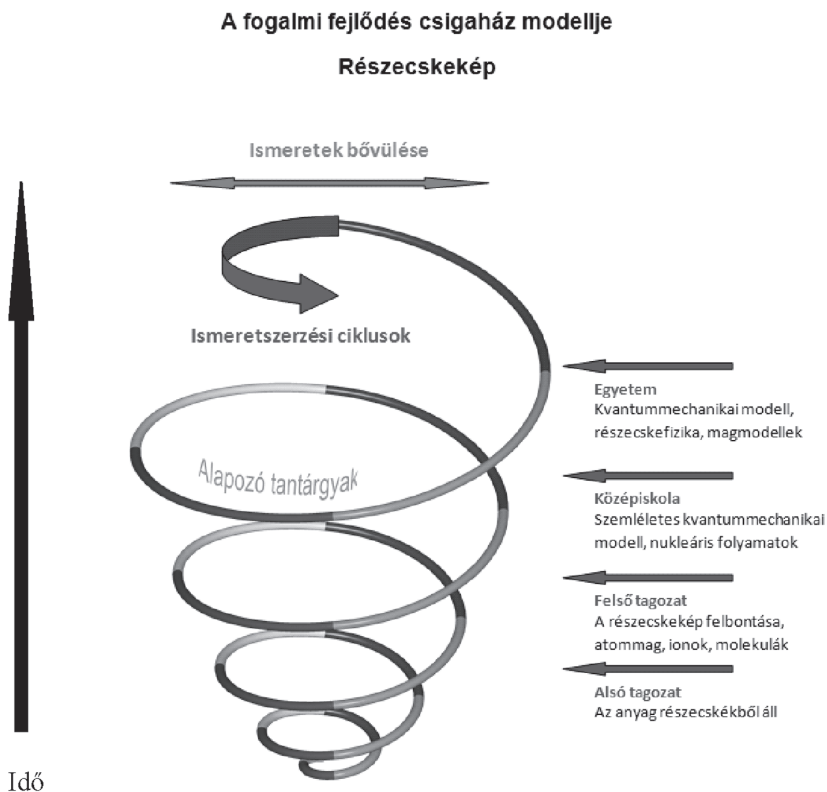 A fogalmi fejlődés csigaház modellje
Részecskekép
Ismeretek bővülése
Ismeretszerzési ciklusok
Egyetem
Kvantummechanikai modell,
részecskefizika, magmodellek
Alapozó tantárgyak
Középiskola
Szemléletes kvantummechanikai
modell, nukleáris folyamatok
Felső tagozat
A részecskekép felbontása,
atommag, ionok, molekulák
Alsó tagozat
Az anyag részecskékből áll
Idő